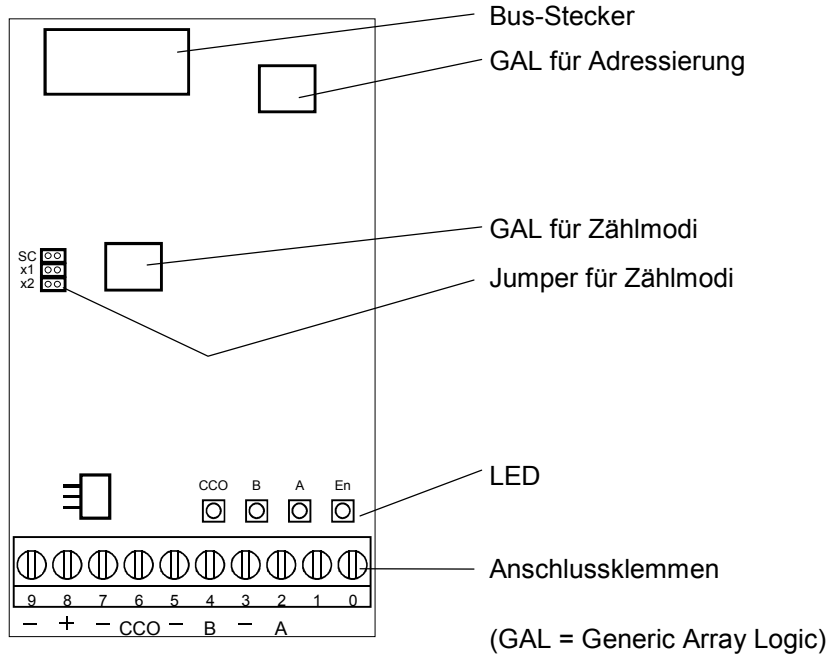 Bus-Stecker
GAL für Adressierung
GAL für Zählmodi
SC
x1
x2
Jumper für Zählmodi
CCO B A En
LED
Anschlussklemmen
9 8 7 6 5 4 3 2 1 0
– + – CCO – B – A
(GAL = Generic Array Logic)